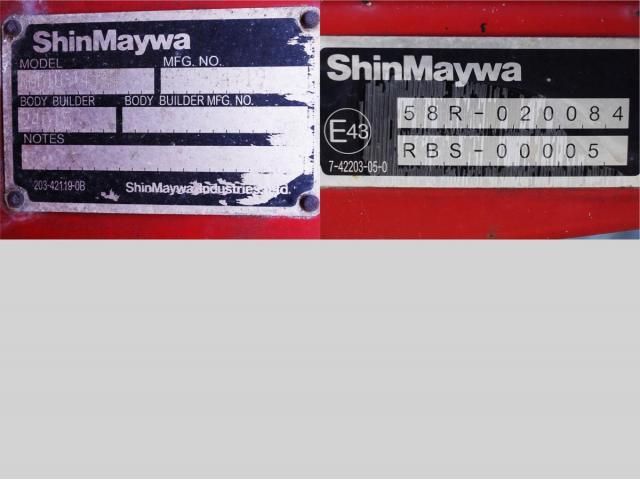 ShinMaywa
MODEL MFG. NO.
BODY BUILDER BODY BUILDER MFG. NO.
NOTES
203-42119-0B ShinMaywa Industries, Ltd.
ShinMaywa
58R-020084
E43
RBS-00005
7-42203-05-0